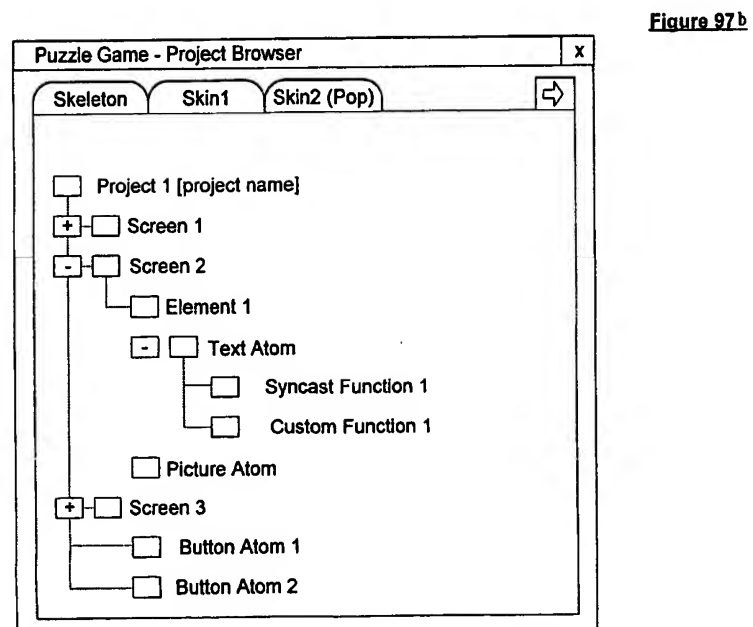 Figure 97b
Puzzle Game - Project Browser x
Skeleton Skin1 Skin2 (Pop)
Project 1 [project name]
+ Screen 1
- Screen 2
Element 1
- Text Atom
Syncast Function 1
Custom Function 1
Picture Atom
+ Screen 3
Button Atom 1
Button Atom 2